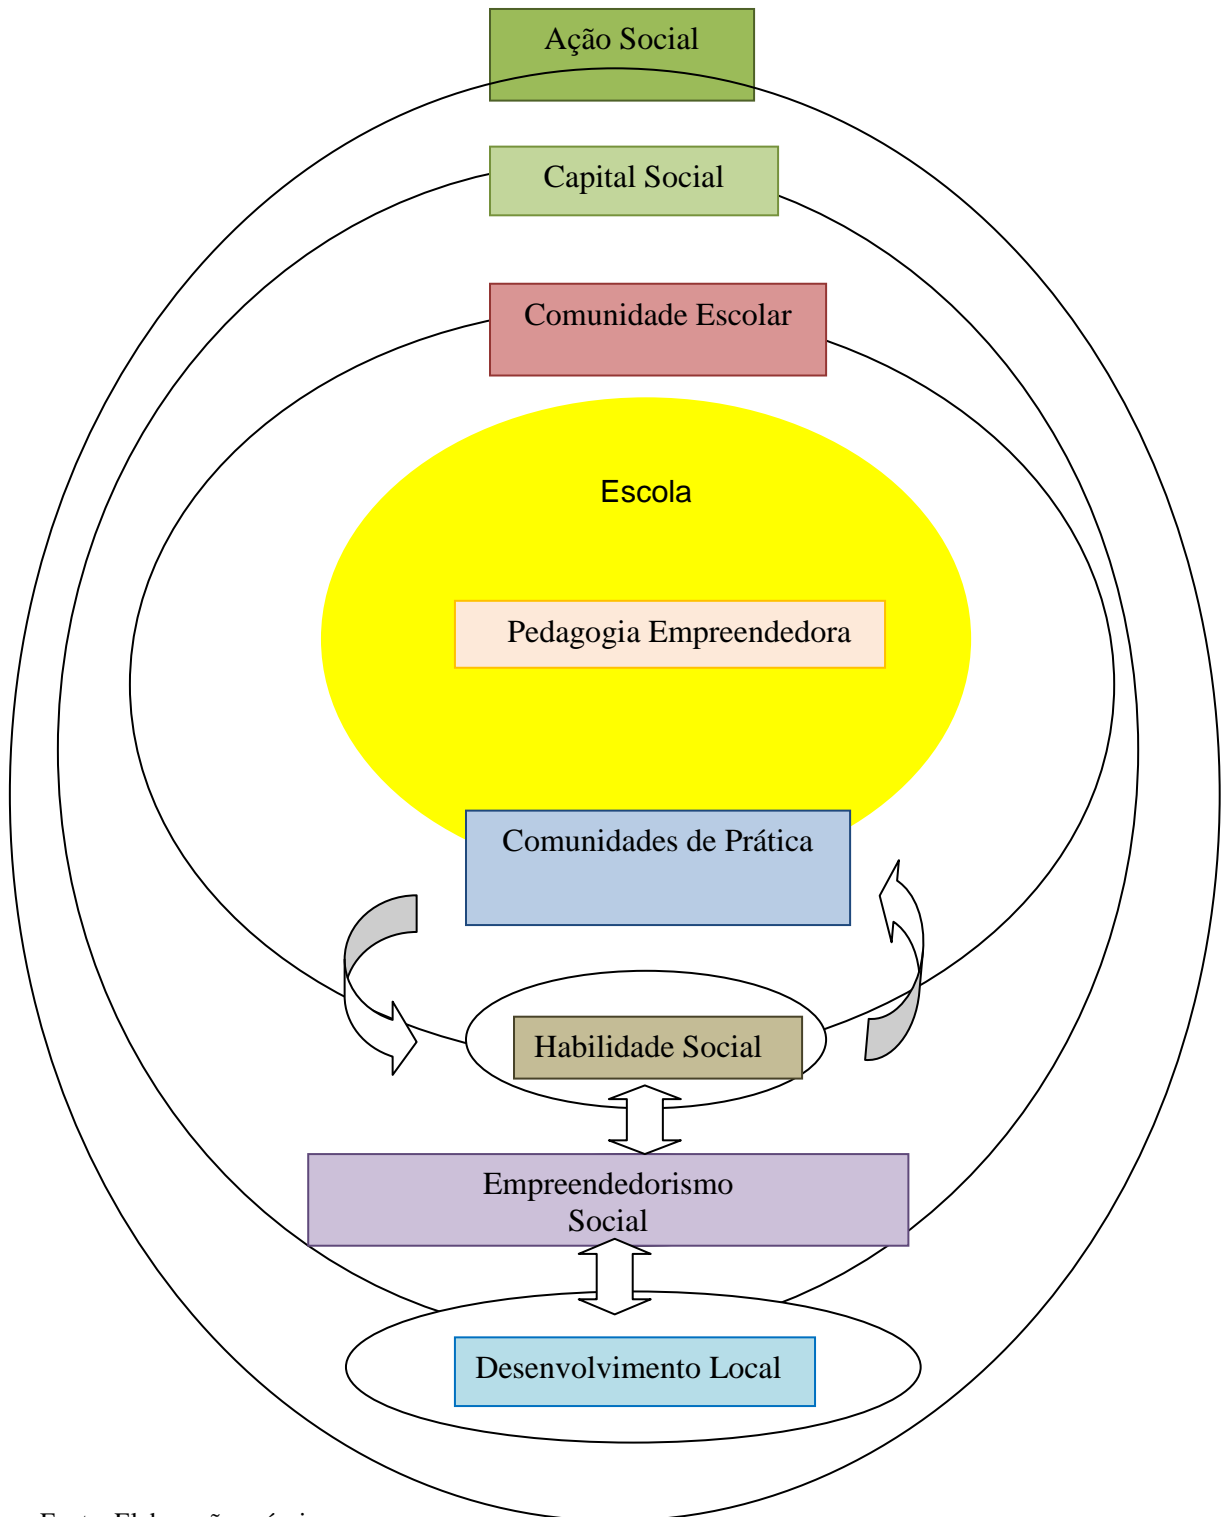 Ação Social
Capital Social
Comunidade Escolar
Escola
Pedagogia Empreendedora
Comunidades de Prática
Habilidade Social
Empreendedorismo
Social
Desenvolvimento Local